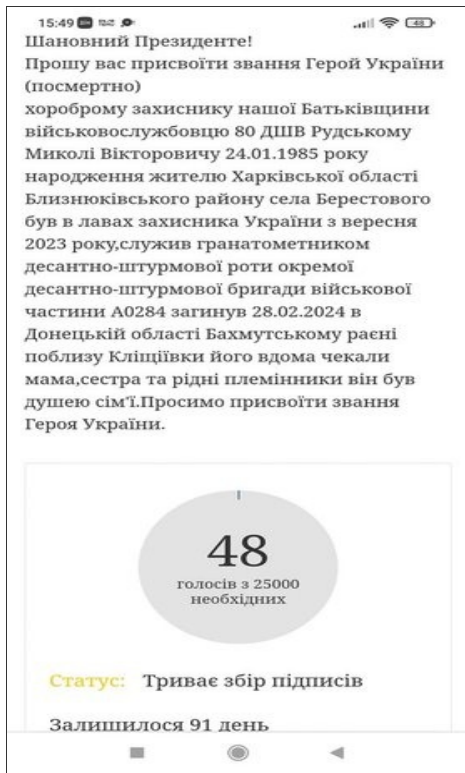 15:49
48
Шановний Президенте!
Прошу вас присвоїти звання Герой України
(посмертно)
хороброму захиснику нашої Батьківщини
військовослужбовцю 80 ДШВ Рудському
Миколі Вікторовичу 24.01.1985 року
народження жителю Харківської області
Близнюківського району села Берестового
був в лавах захисника України з вересня
2023 року,служив гранатометником
десантно-штурмової роти окремої
десантно-штурмової бригади військової
частини А0284 загинув 28.02.2024 в
Донецькій області Бахмутському раєні
поблизу Кліщіївки його вдома чекали
мама,сестра та рідні племінники він був
душею сім'ї.Просимо присвоїти звання
Героя України.
48
голосів з 25000
необхідних
Статус: Триває збір підписів
Залишилося 91 день